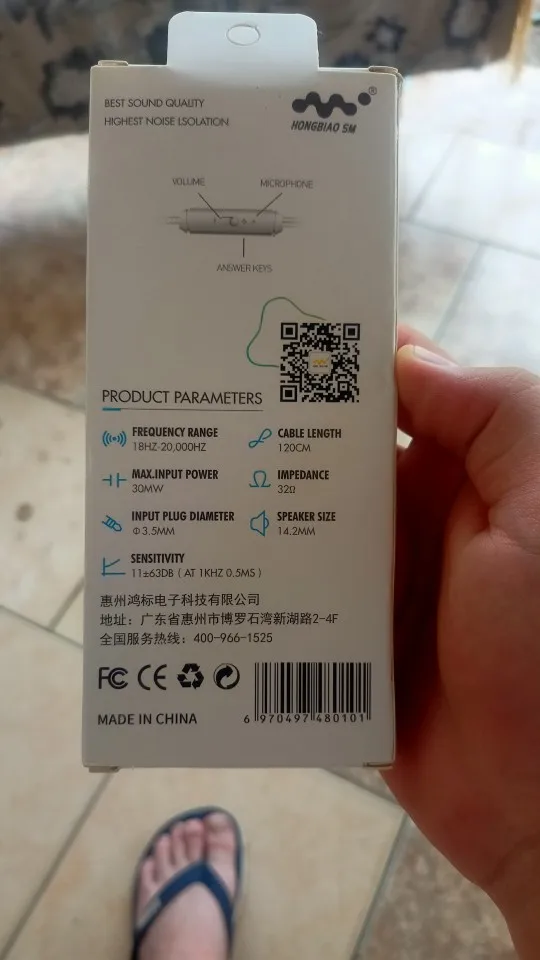 BEST SOUND QUALITY
HIGHEST NOISE LSOLATION
HONGBIAO SM
VOLUME
MICROPHONE
ANSWER KEYS
PRODUCT PARAMETERS
FREQUENCY RANGE
18HZ-20,000HZ
CABLE LENGTH
120CM
MAX.INPUT POWER
30MW
IMPEDANCE
32Ω
INPUT PLUG DIAMETER
Φ3.5MM
SPEAKER SIZE
14.2MM
SENSITIVITY
11±63DB ( AT 1KHZ 0.5MS )
惠州鸿标电子科技有限公司
地址：广东省惠州市博罗石湾新湖路2-4F
全国服务热线：400-966-1525
FC CE
MADE IN CHINA
6 970497 480101